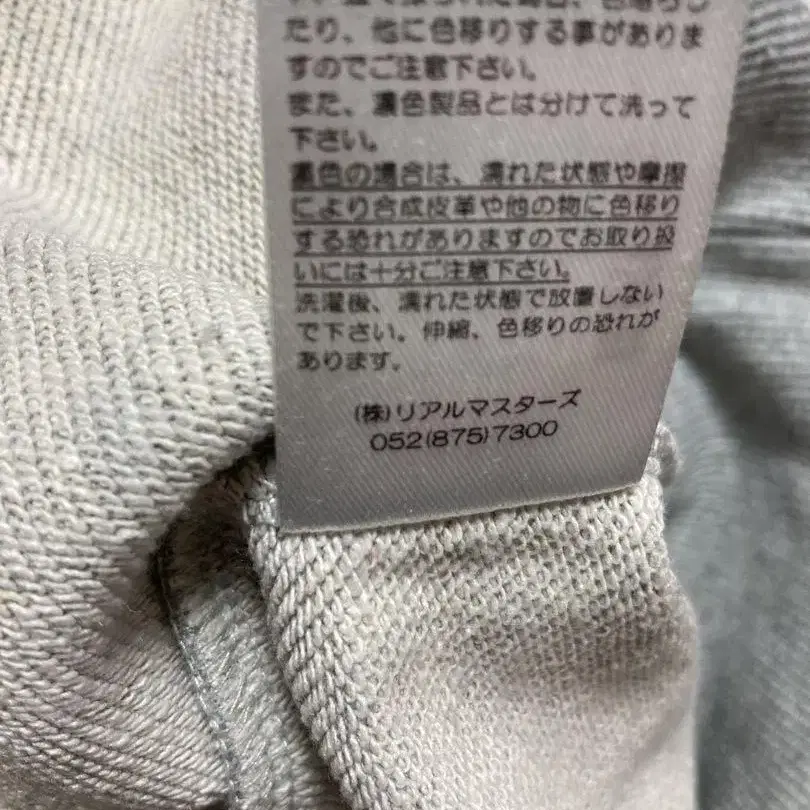 たり、他に色移りする事がありま
すのでご注意下さい。
また、濃色製品とは分けて洗って
下さい。
濃色の場合は、濡れた状態や摩擦
により合成皮革や他の物に色移り
する恐れがありますのでお取り扱
いには十分ご注意下さい。
洗濯後、濡れた状態で放置しない
で下さい。伸縮、色移りの恐れが
あります。
(株)リアルマスターズ
052(875)7300